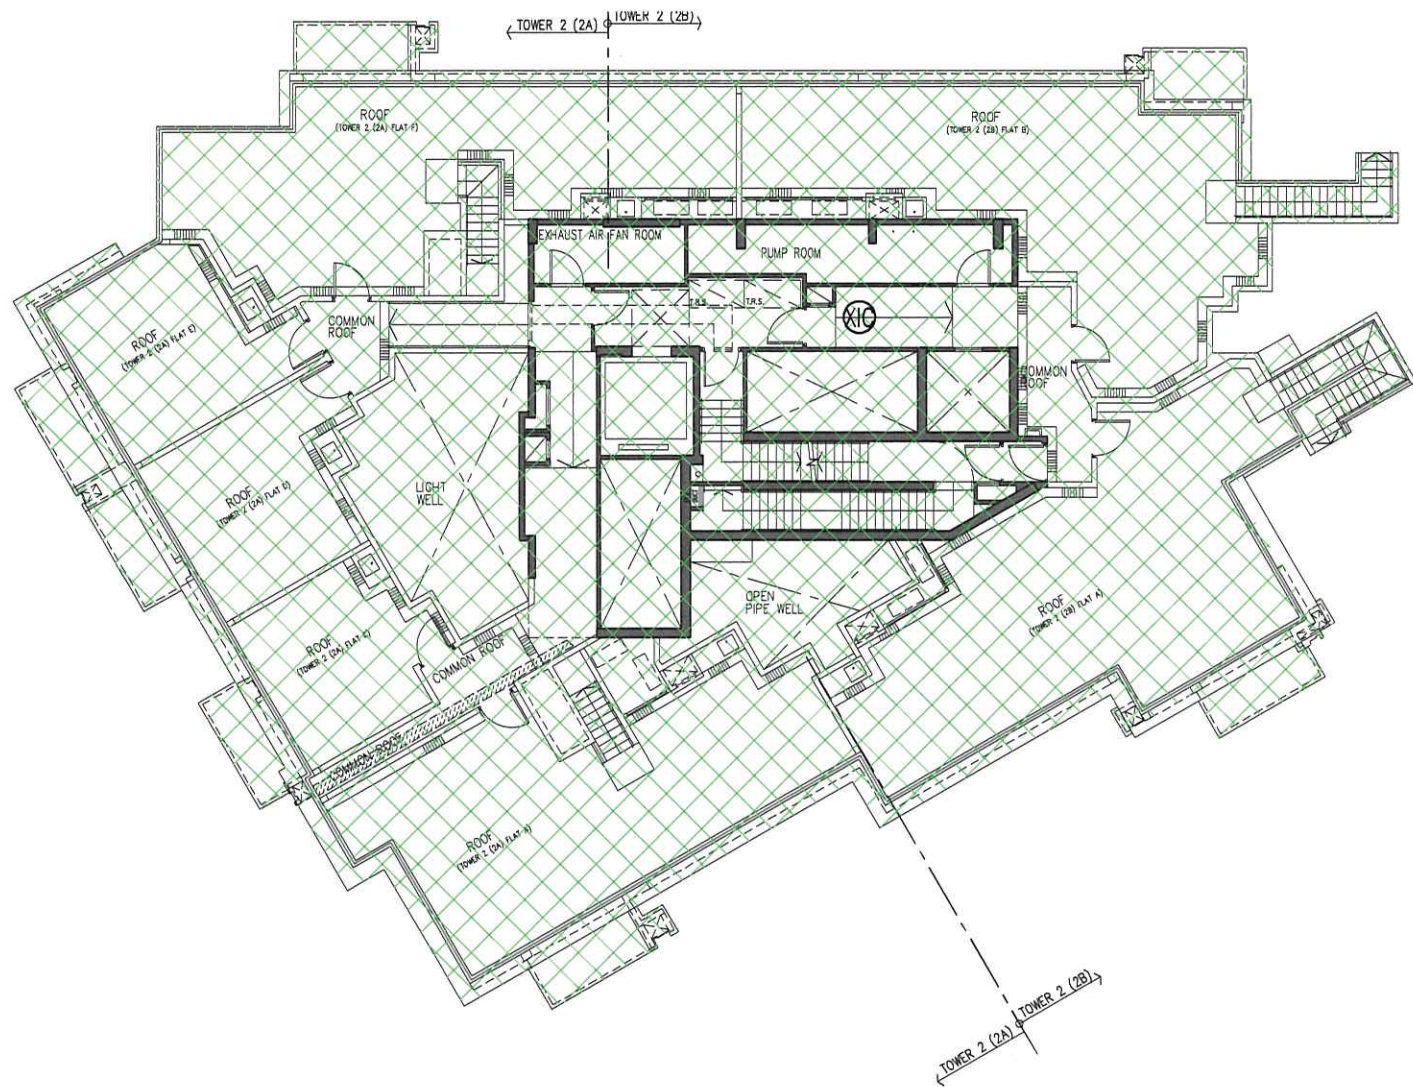 TOWER 2 (2A)
TOWER 2 (2B)
ROOF
(TOWER 2 (2A) FLAT F)
ROOF
(TOWER 2 (2B) FLAT B)
EXHAUST AIR FAN ROOM
PUMP ROOM
T.R.S.
T.R.S.
XIC
COMMON
ROOF
ROOF
(TOWER 2 (2A) FLAT E)
COMMON
ROOF
ROOF
(TOWER 2 (2A) FLAT D)
LIGHT
WELL
OPEN
PIPE WELL
ROOF
(TOWER 2 (2B) FLAT A)
ROOF
(TOWER 2 (2A) FLAT C)
COMMON ROOF
COMMON ROOF
ROOF
(TOWER 2 (2A) FLAT A)
TOWER 2 (2B)
TOWER 2 (2A)